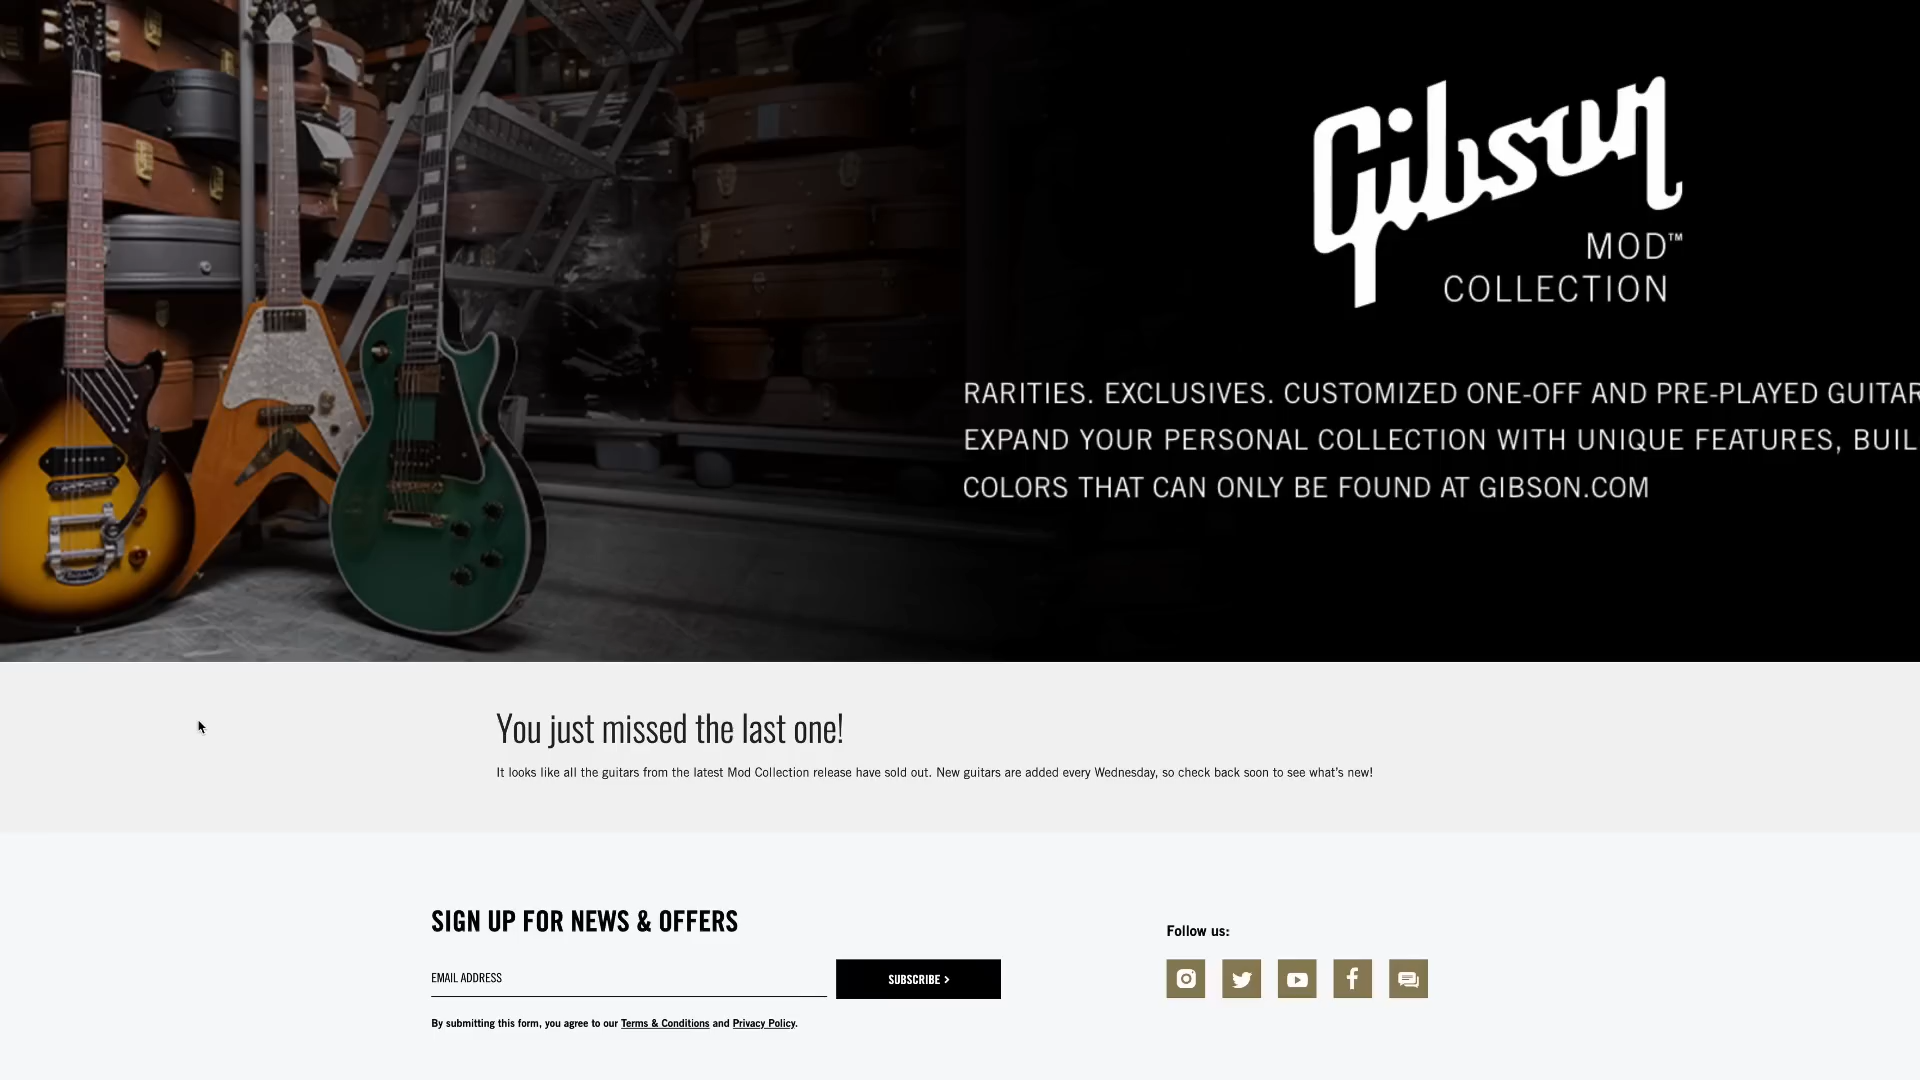 Gibson
MOD™
COLLECTION
RARITIES. EXCLUSIVES. CUSTOMIZED ONE-OFF AND PRE-PLAYED GUITAR
EXPAND YOUR PERSONAL COLLECTION WITH UNIQUE FEATURES, BUIL
COLORS THAT CAN ONLY BE FOUND AT GIBSON.COM
You just missed the last one!
It looks like all the guitars from the latest Mod Collection release have sold out. New guitars are added every Wednesday, so check back soon to see what's new!
SIGN UP FOR NEWS & OFFERS
Follow us:
EMAIL ADDRESS
SUBSCRIBE >
By submitting this form, you agree to our Terms & Conditions and Privacy Policy.